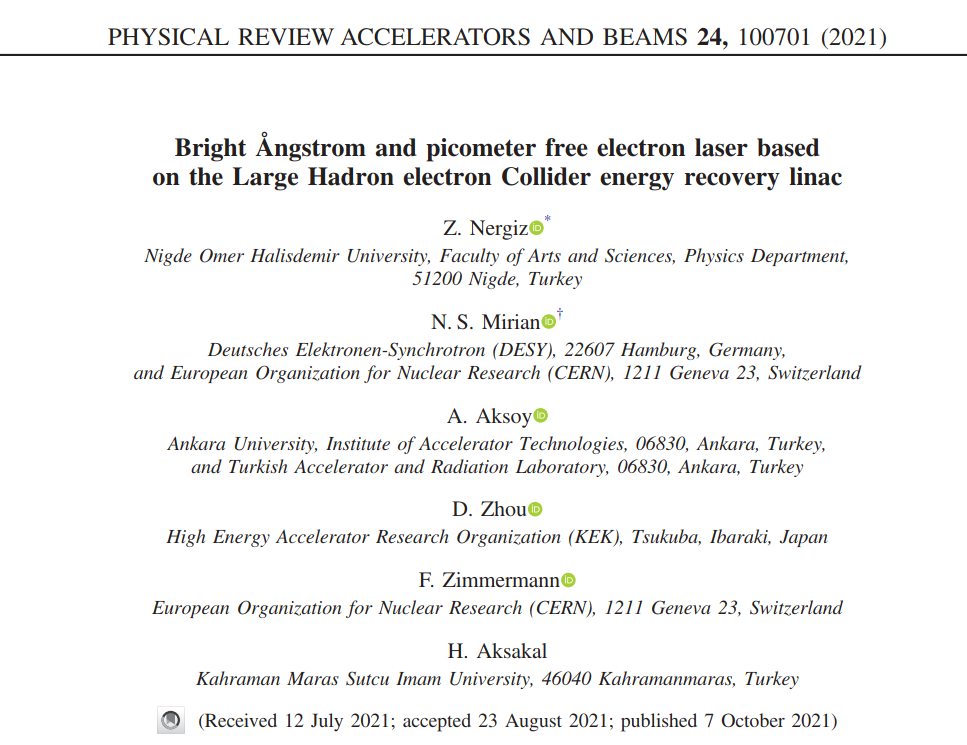 PHYSICAL REVIEW ACCELERATORS AND BEAMS 24, 100701 (2021)
Bright Ångstrom and picometer free electron laser based
on the Large Hadron electron Collider energy recovery linac
Z. Nergiz iD *
Nigde Omer Halisdemir University, Faculty of Arts and Sciences, Physics Department,
51200 Nigde, Turkey
N. S. Mirian iD †
Deutsches Elektronen-Synchrotron (DESY), 22607 Hamburg, Germany,
and European Organization for Nuclear Research (CERN), 1211 Geneva 23, Switzerland
A. Aksoy iD
Ankara University, Institute of Accelerator Technologies, 06830, Ankara, Turkey,
and Turkish Accelerator and Radiation Laboratory, 06830, Ankara, Turkey
D. Zhou iD
High Energy Accelerator Research Organization (KEK), Tsukuba, Ibaraki, Japan
F. Zimmermann iD
European Organization for Nuclear Research (CERN), 1211 Geneva 23, Switzerland
H. Aksakal
Kahraman Maras Sutcu Imam University, 46040 Kahramanmaras, Turkey
(Received 12 July 2021; accepted 23 August 2021; published 7 October 2021)